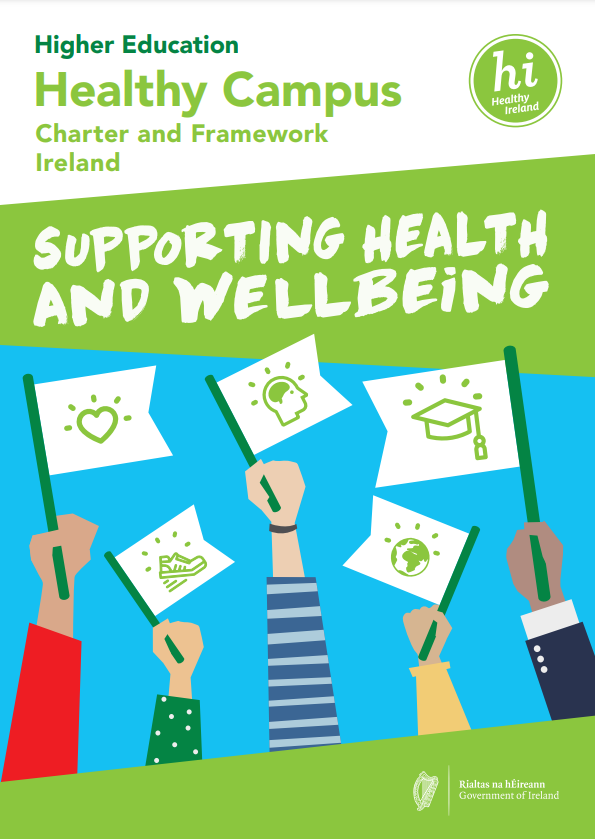 Higher Education
Healthy Campus
Charter and Framework
Ireland
hi
Healthy
Ireland
SUPPORTING HEALTH
AND WELLBEiNG
Rialtas na hÉireann
Government of Ireland